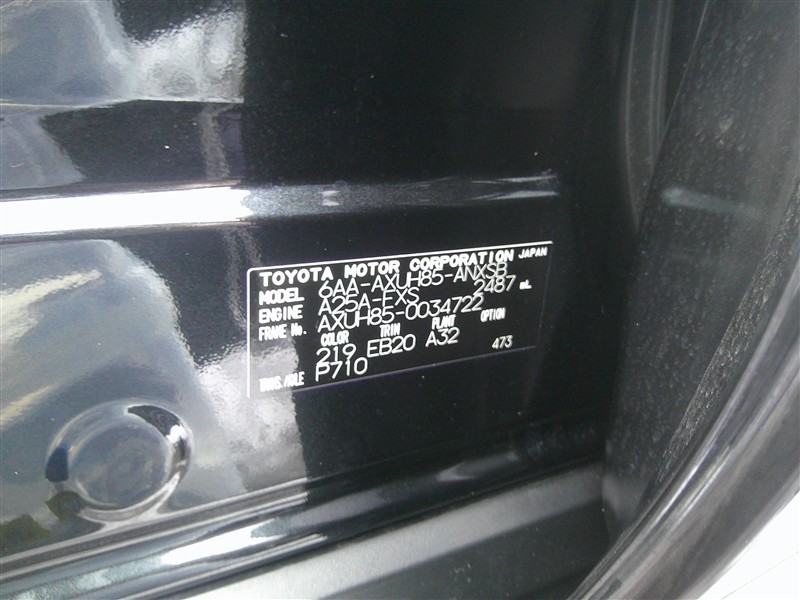 TOYOTA MOTOR CORPORATION JAPAN
MODEL 6AA-AXUH85-ANXSB
ENGINE A25A-FXS 2487 mL
FRAME No. AXUH85-0034722
COLOR TRIM PLANT OPTION
219 EB20 A32 473
TRANS./AXLE P710